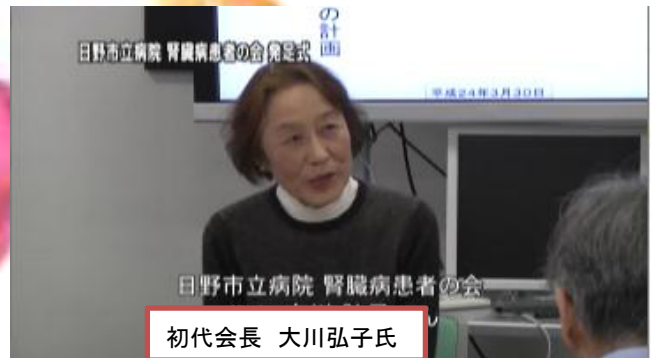 の計画
日野市立病院 腎臓病患者の会 発足式
平成24年3月30日
日野市立病院 腎臓病患者の会
初代会長 大川弘子氏